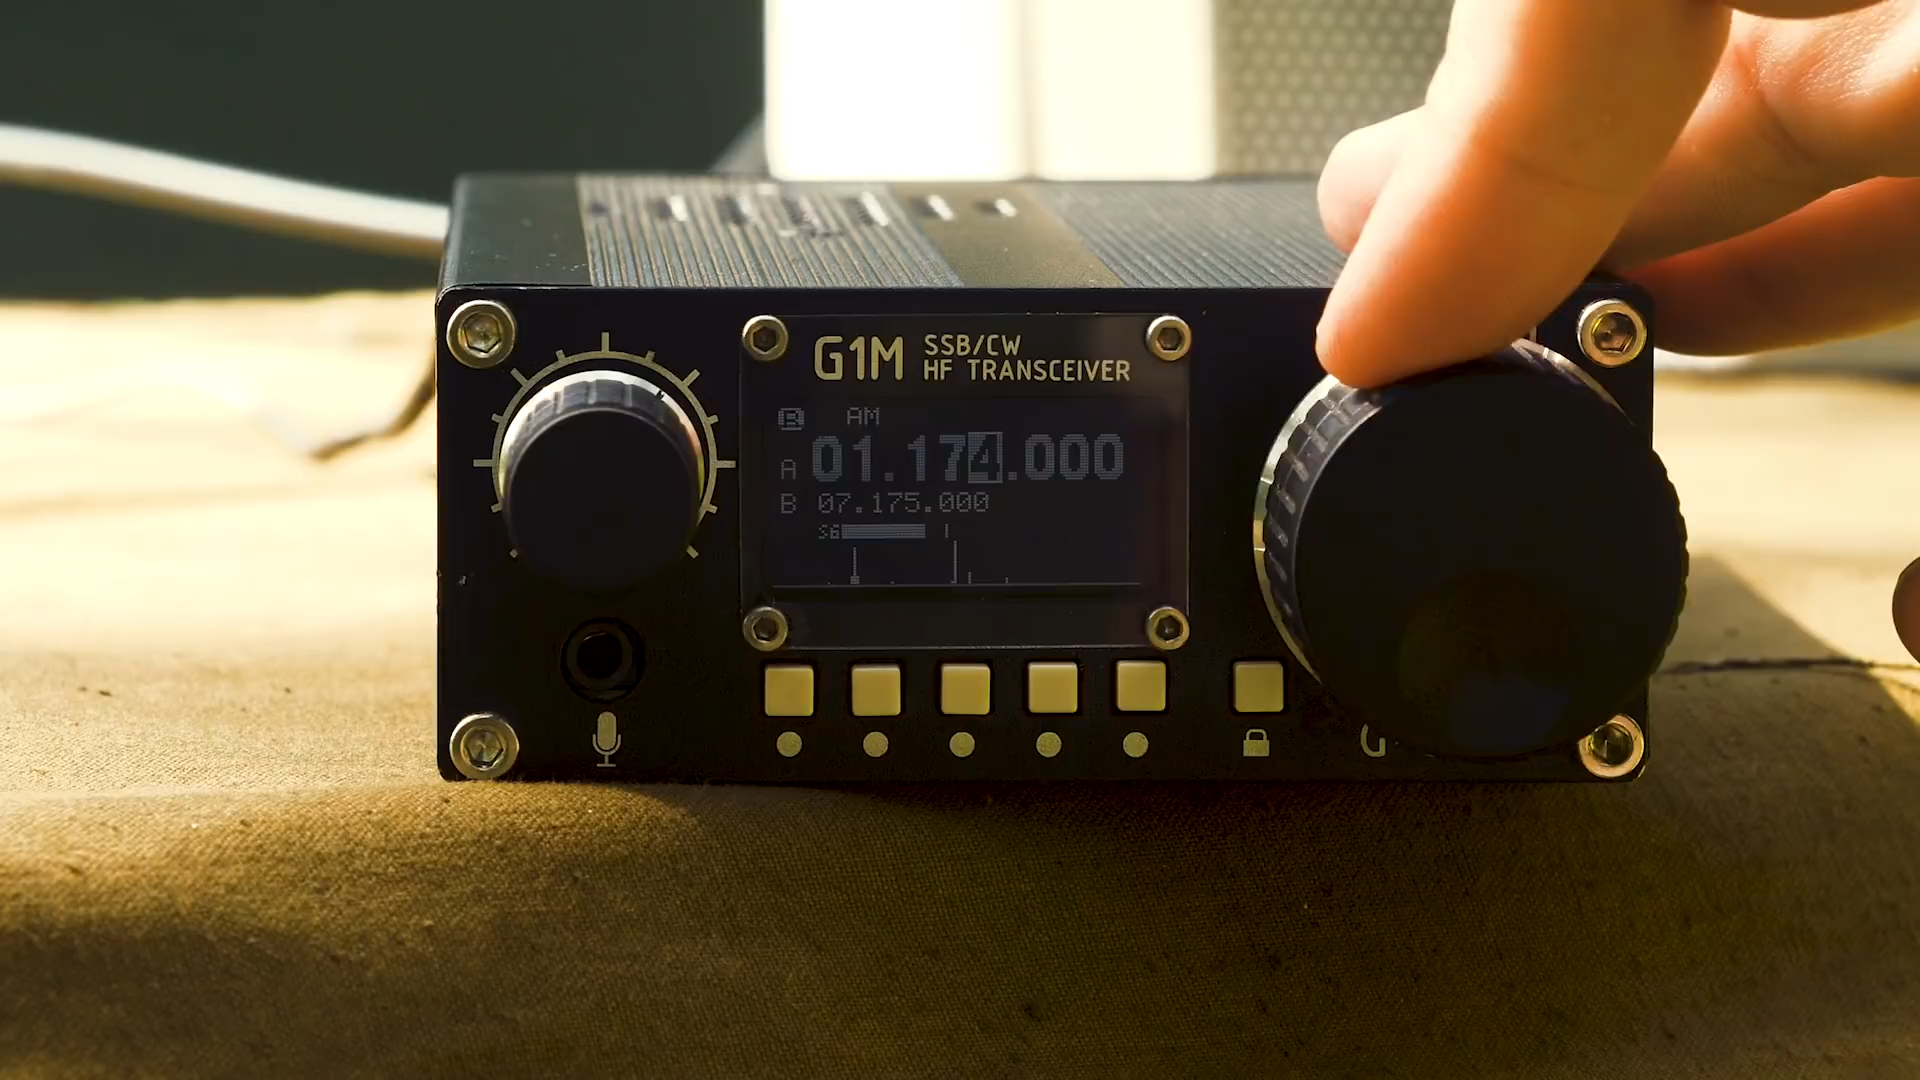 G1M SSB/CW
HF TRANSCEIVER
R AM
A 01.174.000
B 07.175.000
S6